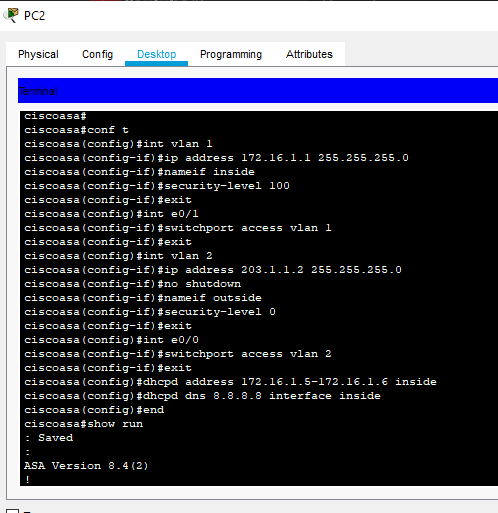 PC2
Physical Config Desktop Programming Attributes
Terminal
ciscoasa#
ciscoasa#conf t
ciscoasa(config)#int vlan 1
ciscoasa(config-if)#ip address 172.16.1.1 255.255.255.0
ciscoasa(config-if)#nameif inside
ciscoasa(config-if)#security-level 100
ciscoasa(config-if)#exit
ciscoasa(config)#int e0/1
ciscoasa(config-if)#switchport access vlan 1
ciscoasa(config-if)#exit
ciscoasa(config)#int vlan 2
ciscoasa(config-if)#ip address 203.1.1.2 255.255.255.0
ciscoasa(config-if)#no shutdown
ciscoasa(config-if)#nameif outside
ciscoasa(config-if)#security-level 0
ciscoasa(config-if)#exit
ciscoasa(config)#int e0/0
ciscoasa(config-if)#switchport access vlan 2
ciscoasa(config-if)#exit
ciscoasa(config)#dhcpd address 172.16.1.5-172.16.1.6 inside
ciscoasa(config)#dhcpd dns 8.8.8.8 interface inside
ciscoasa(config)#end
ciscoasa#show run
: Saved
:
ASA Version 8.4(2)
!